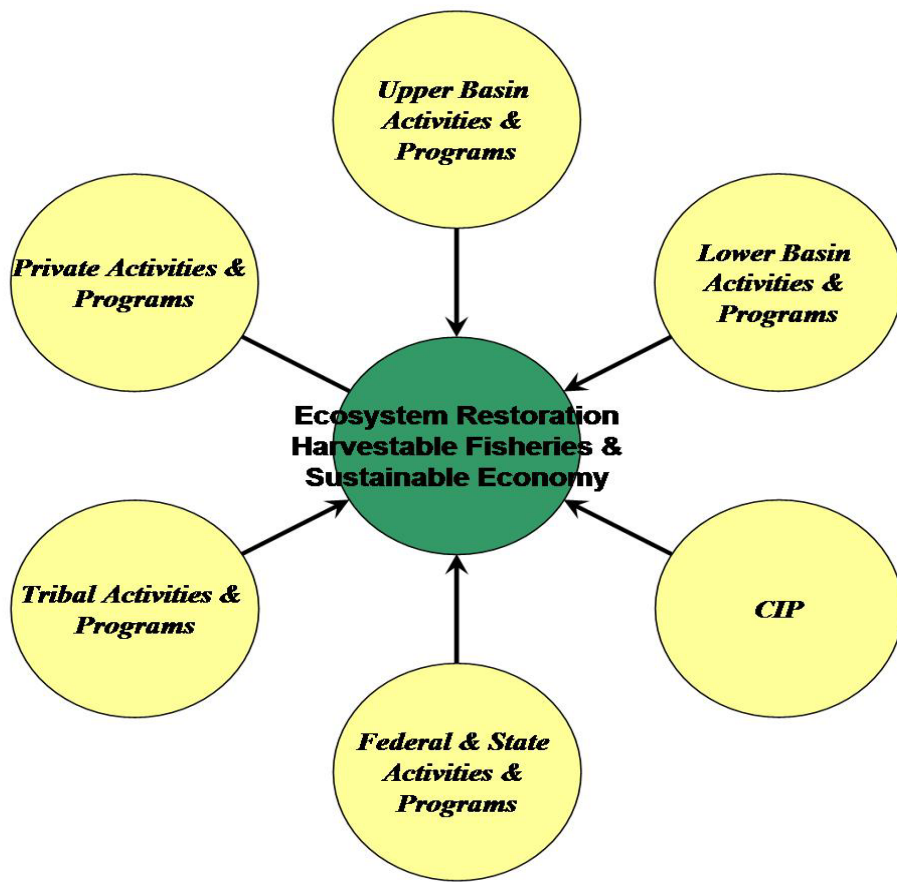 Upper Basin
Activities &
Programs
Private Activities &
Programs
Lower Basin
Activities &
Programs
Ecosystem Restoration
Harvestable Fisheries &
Sustainable Economy
Tribal Activities &
Programs
CIP
Federal & State
Activities &
Programs